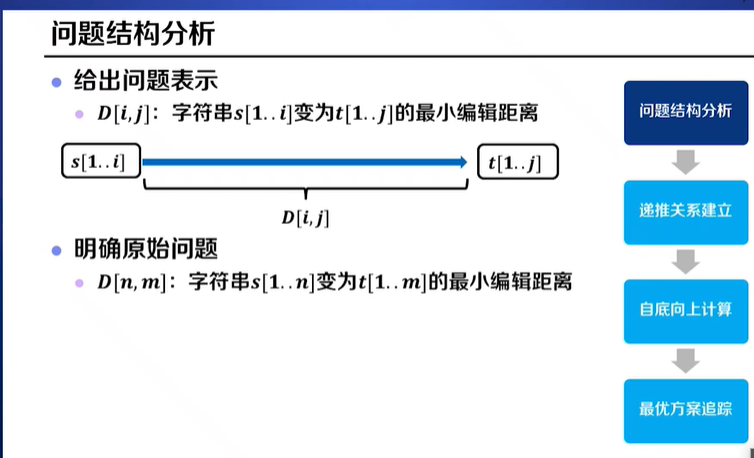 问题结构分析
给出问题表示
D[i,j]：字符串s[1..i]变为t[1..j]的最小编辑距离
s[1..i]
t[1..j]
D[i,j]
明确原始问题
D[n,m]：字符串s[1..n]变为t[1..m]的最小编辑距离
问题结构分析
递推关系建立
自底向上计算
最优方案追踪